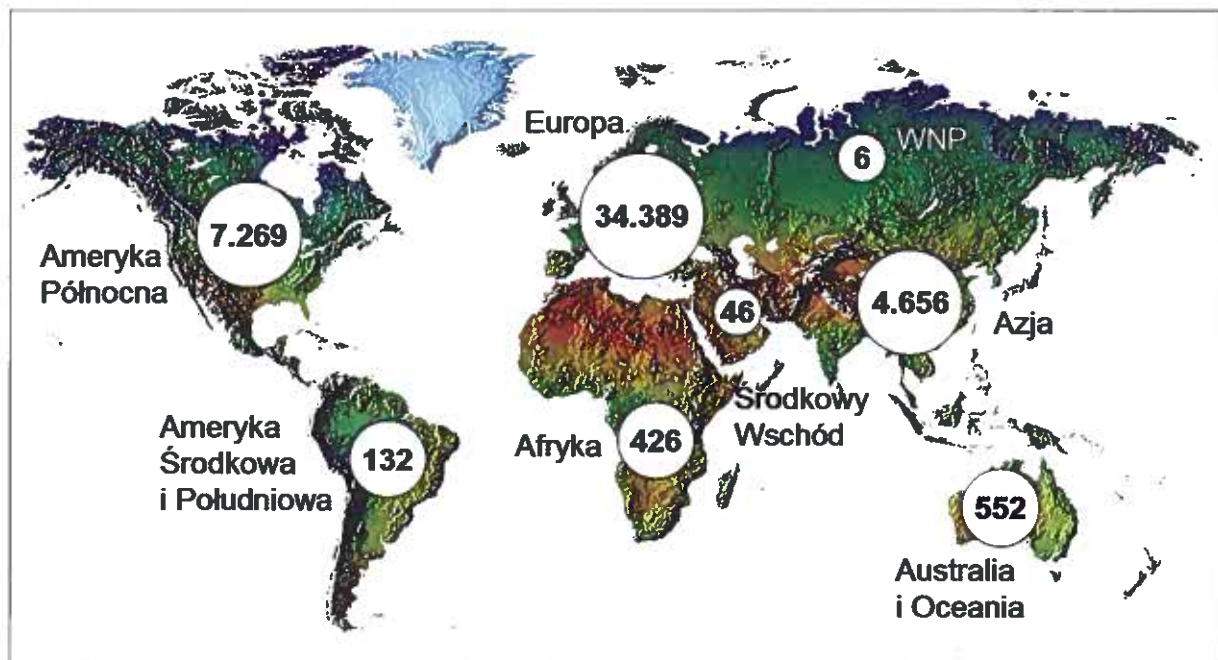 Europa
WNP
6
34.389
7.269
Ameryka
Północna
46
4.656
Azja
Środkowy
Wschód
Ameryka
Środkowa
i Południowa
132
Afryka
426
552
Australia
i Oceania